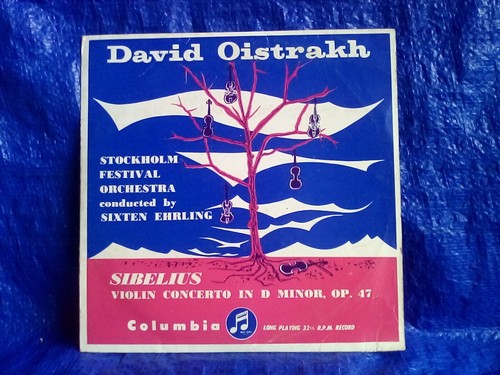 David Oistrakh
STOCKHOLM
FESTIVAL
ORCHESTRA
conducted by
SIXTEN EHRLING
SIBELIUS
VIOLIN CONCERTO IN D MINOR, OP. 47
Columbia
LONG PLAYING 33⅓ R.P.M. RECORD